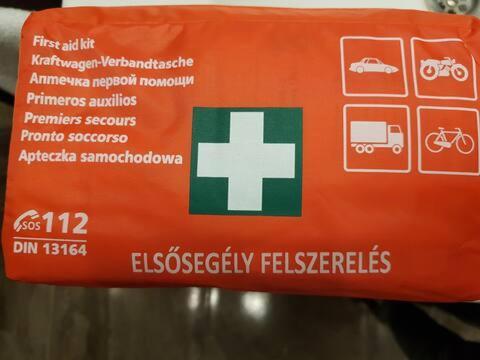 First aid kit
Kraftwagen-Verbandtasche
Аптечка первой помощи
Primeros auxilios
Premiers secours
Pronto soccorso
Apteczka samochodowa
SOS 112
DIN 13164
ELSŐSEGÉLY FELSZERELÉS